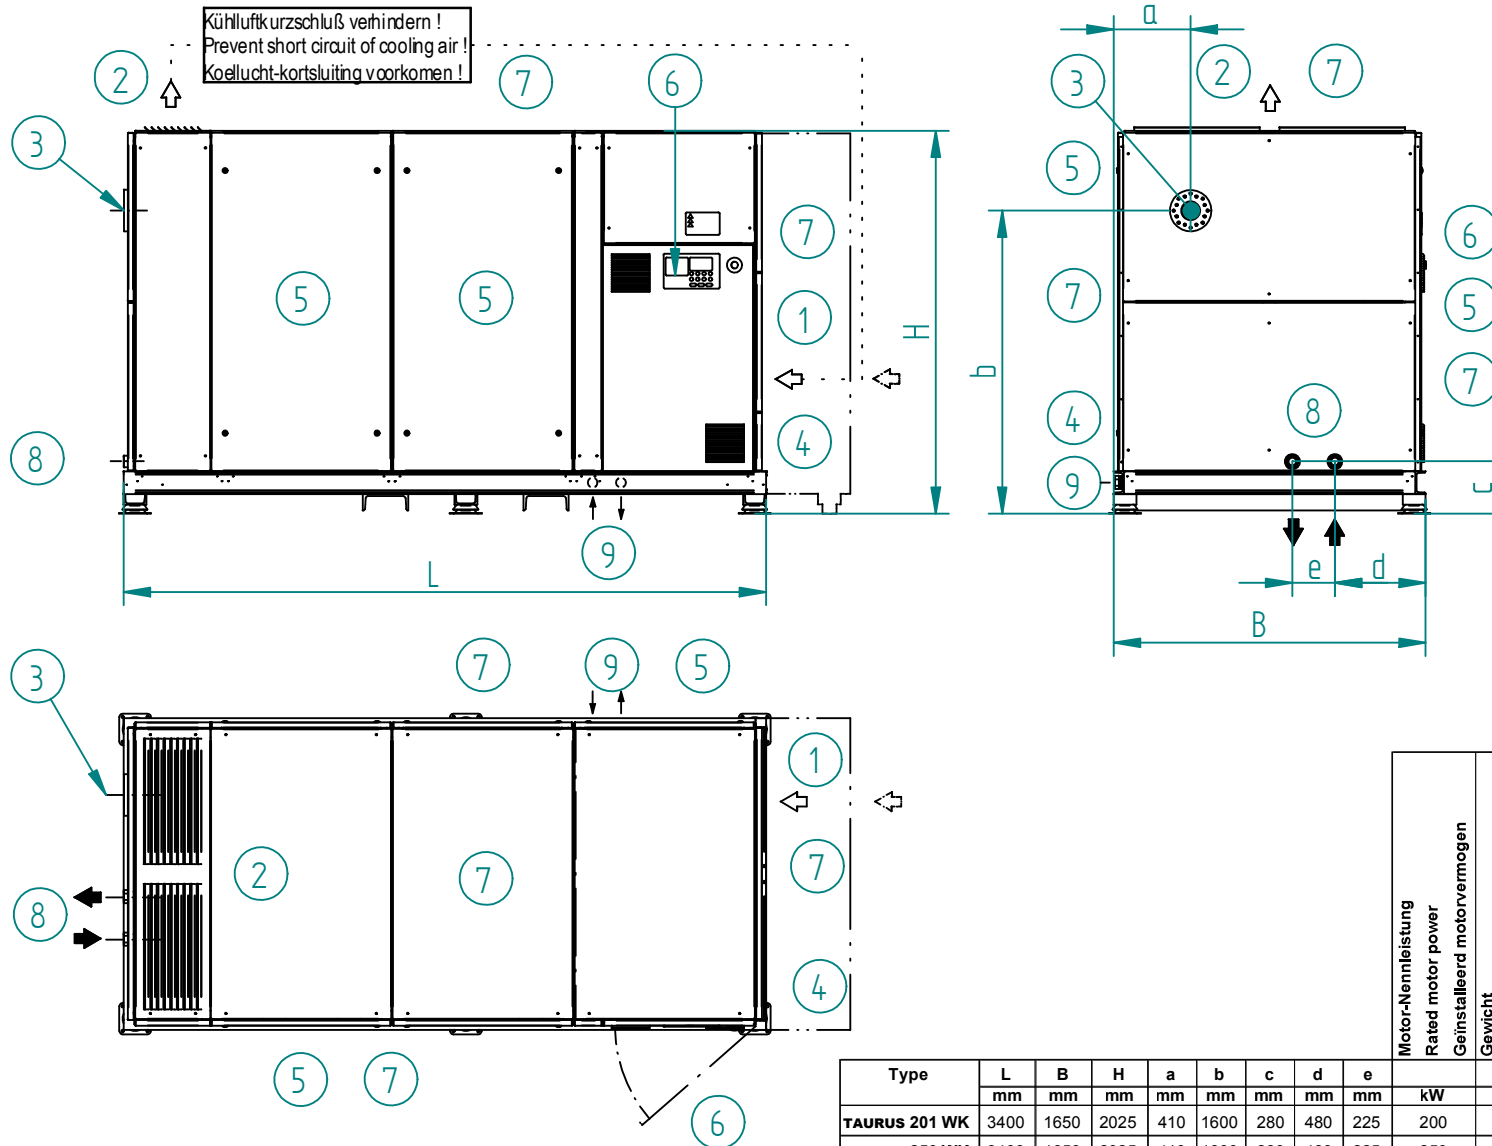 Kühlluftkurzschluß verhindern !
Prevent short circuit of cooling air !
Koellucht-kortsluiting voorkomen !
2
7
6
3
5
5
7
1
4
8
9
H
L
a
3
2
7
5
6
7
5
b
7
4
8
9
c
e
d
B
3
7
9
5
1
2
7
7
8
4
5
7
6
Motor-Nennleistung
Rated motor power
Geïnstalleerd motorvermogen
Gewicht
Type L B H a b c d e
mm mm mm mm mm mm mm mm kW
TAURUS 201 WK 3400 1650 2025 410 1600 280 480 225 200